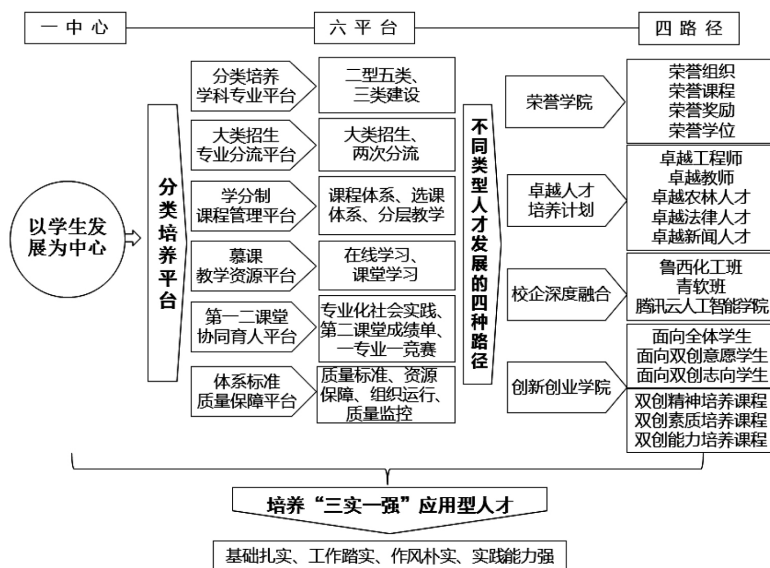 一中心
六平台
四路径
以学生发
展为中心
分类培养平台
分类培养
学科专业平台
二型五类、
三类建设
大类招生
专业分流平台
大类招生、
两次分流
学分制
课程管理平台
课程体系、选课
体系、分层教学
慕课
教学资源平台
在线学习、
课堂学习
第一二课堂
协同育人平台
专业化社会实践、
第二课堂成绩单、
一专业一竞赛
体系标准
质量保障平台
质量标准、资源
保障、组织运行、
质量监控
不同类型人才发展的四种路径
荣誉学院
荣誉组织
荣誉课程
荣誉奖励
荣誉学位
卓越人才
培养计划
卓越工程师
卓越教师
卓越农林人才
卓越法律人才
卓越新闻人才
校企深度融合
鲁西化工班
青软班
腾讯云人工智能学院
创新创业学院
面向全体学生
面向双创意愿学生
面向双创志向学生
双创精神培养课程
双创素质培养课程
双创能力培养课程
培养“三实一强”应用型人才
基础扎实、工作踏实、作风朴实、实践能力强